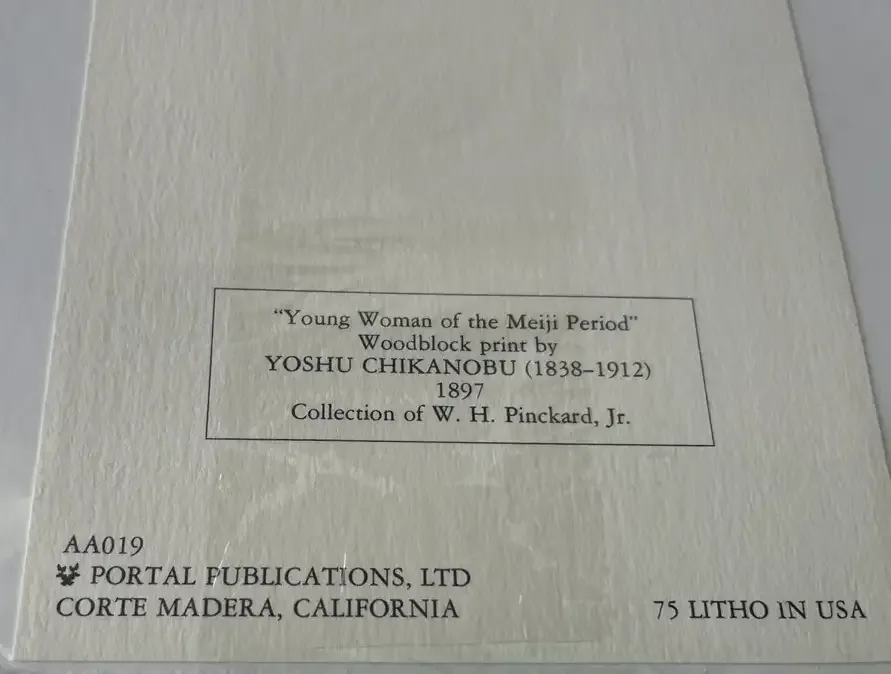 "Young Woman of the Meiji Period"
Woodblock print by
YOSHU CHIKANOBU (1838–1912)
1897
Collection of W. H. Pinckard, Jr.
AA019
PORTAL PUBLICATIONS, LTD
CORTE MADERA, CALIFORNIA
75 LITHO IN USA